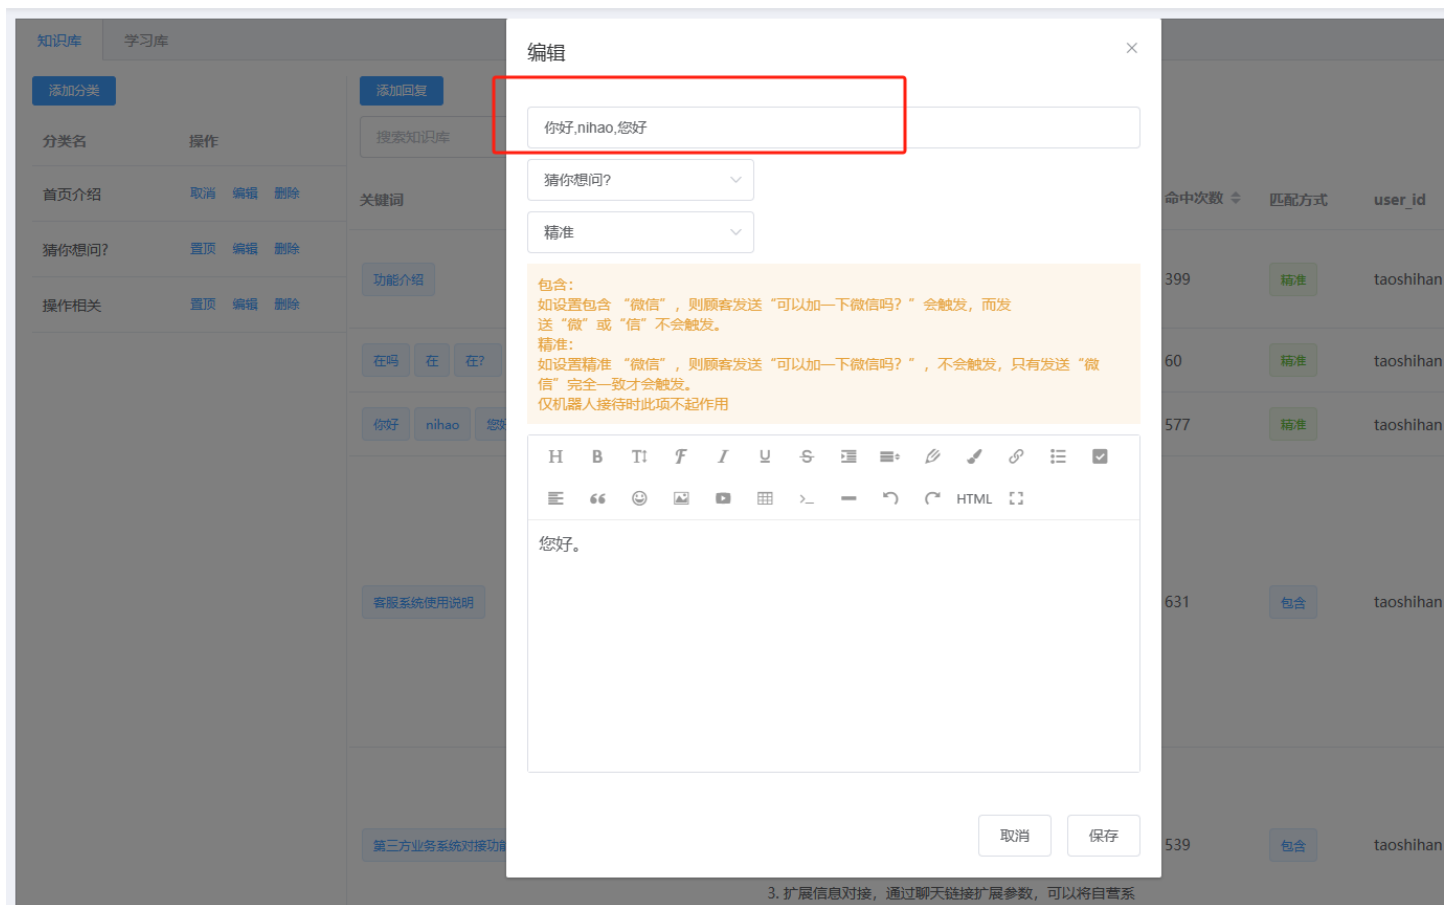 知识库 学习库
添加分类
分类名 操作
首页介绍 取消 编辑 删除
猜你想问? 置顶 编辑 删除
操作相关 置顶 编辑 删除
添加回复
搜索知识库
关键词 命中次数 匹配方式 user_id
功能介绍 399 精准 taoshihan
在吗 在 在? 60 精准 taoshihan
你好 nihao 您好 577 精准 taoshihan
客服系统使用说明 631 包含 taoshihan
第三方业务系统对接功能 539 包含 taoshihan
3. 扩展信息对接，通过聊天链接扩展参数，可以将自营系
编辑
你好,nihao,您好
猜你想问?
精准
包含：
如设置包含 “微信”，则顾客发送“可以加一下微信吗？” 会触发，而发
送“微”或“信”不会触发。
精准：
如设置精准 “微信”，则顾客发送“可以加一下微信吗？”，不会触发，只有发送“微
信”完全一致才会触发。
仅机器人接待时此项不起作用
HTML
您好。
取消 保存